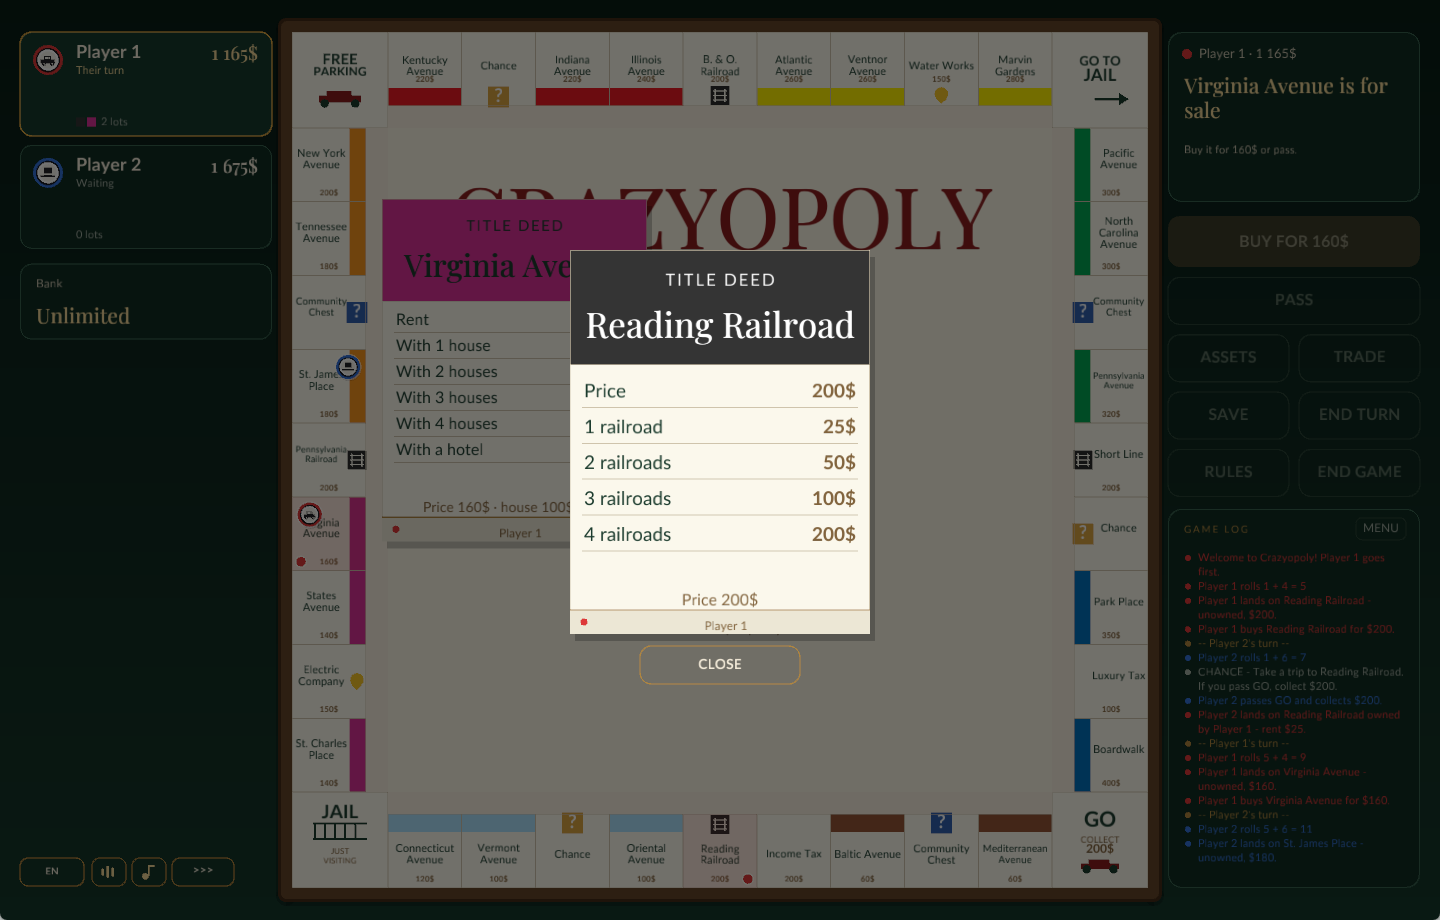 Player 1
1 165$
Their turn
2 lots
Player 2
1 675$
Waiting
0 lots
Bank
Unlimited
EN
>>>
FREE
PARKING
Kentucky
Avenue
220$
Chance
?
Indiana
Avenue
220$
Illinois
Avenue
240$
B. & O.
Railroad
200$
Atlantic
Avenue
260$
Ventnor
Avenue
260$
Water Works
150$
Marvin
Gardens
280$
GO TO
JAIL
New York
Avenue
200$
Tennessee
Avenue
180$
Community
Chest
?
St. James
Place
180$
Pennsylvania
Railroad
200$
Avenue
160$
States
Avenue
140$
Electric
Company
150$
St. Charles
Place
140$
JAIL
JUST
VISITING
Connecticut
Avenue
120$
Vermont
Avenue
100$
?
Chance
Oriental
Avenue
100$
Reading
Railroad
200$
Income Tax
200$
Baltic Avenue
60$
?
Community
Chest
Mediterranean
Avenue
60$
GO
COLLECT
200$
Pacific
Avenue
300$
North
Carolina
Avenue
300$
Community
Chest
?
Pennsylvania
Avenue
320$
Short Line
200$
Chance
?
Park Place
350$
Luxury Tax
100$
Boardwalk
400$
CRAZYOPOLY
TITLE DEED
Virginia Ave
Rent
With 1 house
With 2 houses
With 3 houses
With 4 houses
With a hotel
Price 160$ · house 100$
Player 1
TITLE DEED
Reading Railroad
Price 200$
1 railroad 25$
2 railroads 50$
3 railroads 100$
4 railroads 200$
Price 200$
Player 1
CLOSE
Player 1 · 1 165$
Virginia Avenue is for
sale
Buy it for 160$ or pass.
BUY FOR 160$
PASS
ASSETS
TRADE
SAVE
END TURN
RULES
END GAME
GAME LOG
MENU
Welcome to Crazyopoly! Player 1 goes
first.
Player 1 rolls 1 + 4 = 5
Player 1 lands on Reading Railroad -
unowned, $200.
Player 1 buys Reading Railroad for $200.
-- Player 2's turn --
Player 2 rolls 1 + 6 = 7
CHANCE - Take a trip to Reading Railroad.
If you pass GO, collect $200.
Player 2 passes GO and collects $200.
Player 2 lands on Reading Railroad owned
by Player 1 - rent $25.
-- Player 1's turn --
Player 1 rolls 5 + 4 = 9
Player 1 lands on Virginia Avenue -
unowned, $160.
Player 1 buys Virginia Avenue for $160.
-- Player 2's turn --
Player 2 rolls 5 + 6 = 11
Player 2 lands on St. James Place -
unowned, $180.